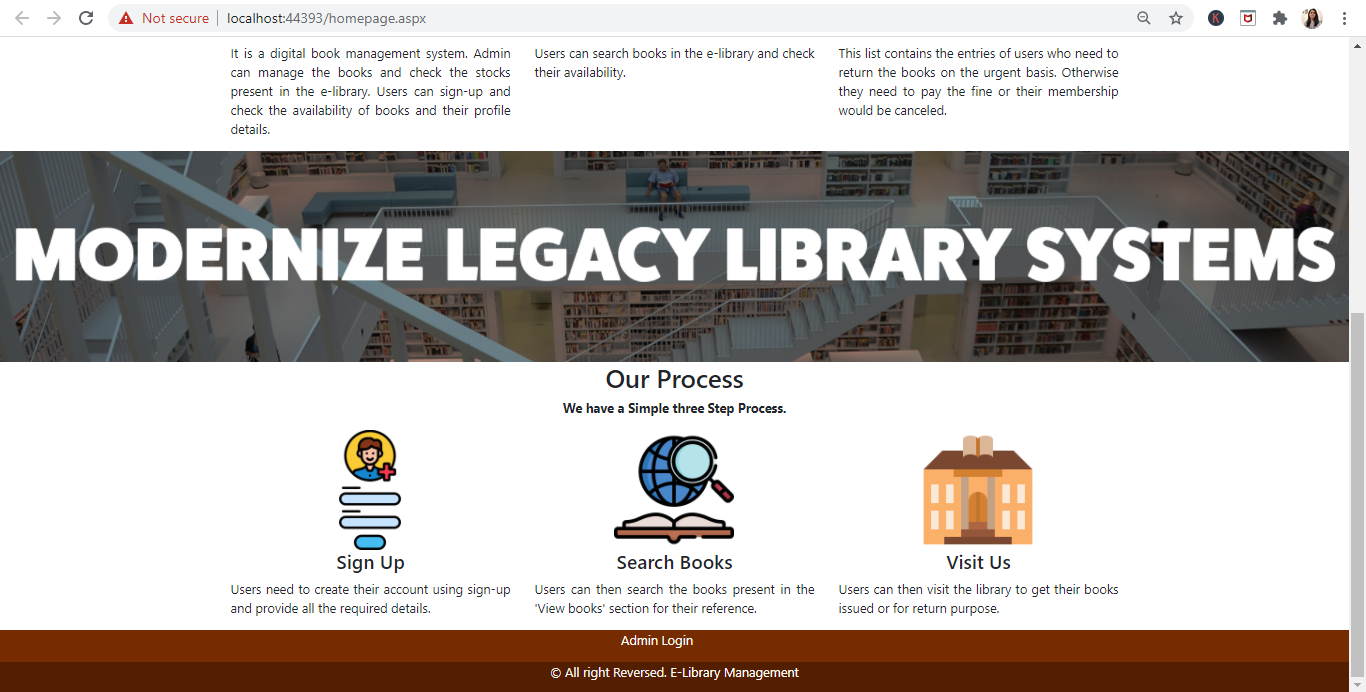 Not secure | localhost:44393/homepage.aspx
K
It is a digital book management system. Admin
can manage the books and check the stocks
present in the e-library. Users can sign-up and
check the availability of books and their profile
details.
Users can search books in the e-library and check
their availability.
This list contains the entries of users who need to
return the books on the urgent basis. Otherwise
they need to pay the fine or their membership
would be canceled.
MODERNIZE LEGACY LIBRARY SYSTEMS
Our Process
We have a Simple three Step Process.
Sign Up
Users need to create their account using sign-up
and provide all the required details.
Search Books
Users can then search the books present in the
'View books' section for their reference.
Visit Us
Users can then visit the library to get their books
issued or for return purpose.
Admin Login
© All right Reversed. E-Library Management